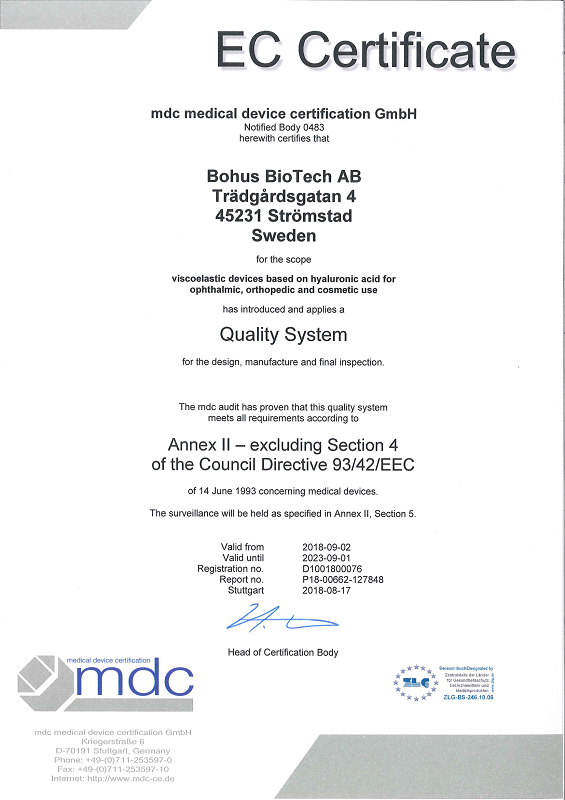 EC Certificate
mdc medical device certification GmbH
Notified Body 0483
herewith certifies that
Bohus BioTech AB
Trädgårdsgatan 4
45231 Strömstad
Sweden
for the scope
viscoelastic devices based on hyaluronic acid for
ophthalmic, orthopedic and cosmetic use
has introduced and applies a
Quality System
for the design, manufacture and final inspection.
The mdc audit has proven that this quality system
meets all requirements according to
Annex II – excluding Section 4
of the Council Directive 93/42/EEC
of 14 June 1993 concerning medical devices.
The surveillance will be held as specified in Annex II, Section 5.
Valid from 2018-09-02
Valid until 2023-09-01
Registration no. D1001800076
Report no. P18-00662-127848
Stuttgart 2018-08-17
Head of Certification Body
medical device certification
mdc
mdc medical device certification GmbH
Kriegerstraße 6
D-70191 Stuttgart, Germany
Phone: +49-(0)711-253597-0
Fax: +49-(0)711-253597-10
Internet: http://www.mdc-ce.de
ZLG
Benannt durch/Designated by
Zentralstelle der Länder
für Gesundheitsschutz
bei Arzneimitteln und
Medizinprodukten
ZLG-BS-246.10.06